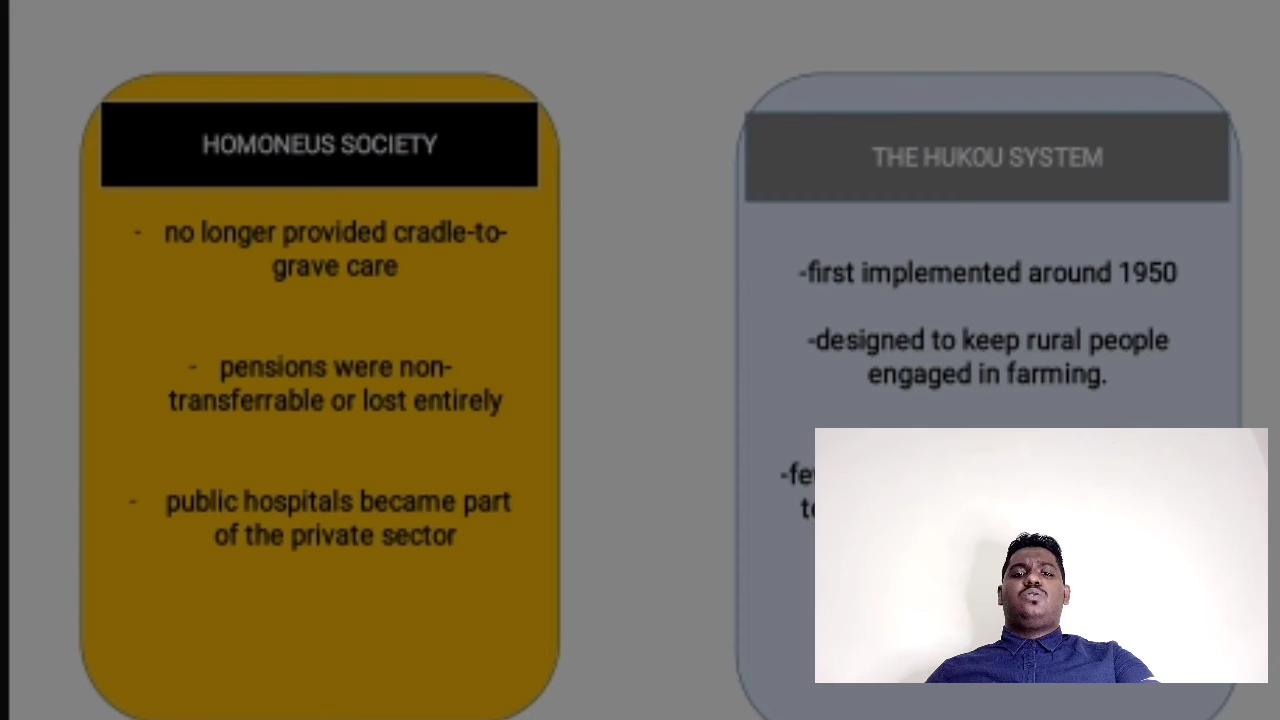 HOMONEUS SOCIETY
- no longer provided cradle-to-
grave care
- pensions were non-
transferrable or lost entirely
- public hospitals became part
of the private sector
THE HUKOU SYSTEM
-first implemented around 1950
-designed to keep rural people
engaged in farming.